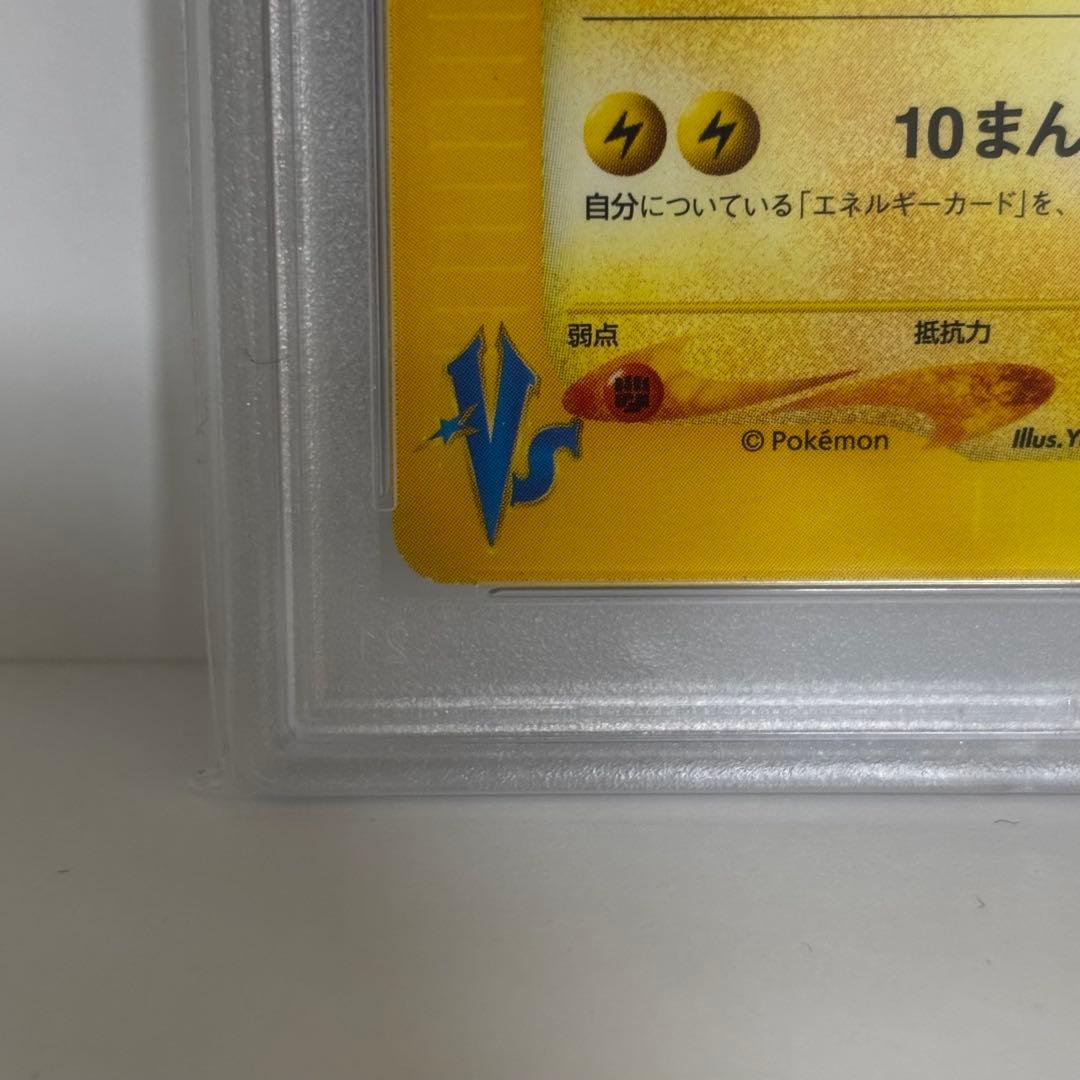 10まん
自分についている「エネルギーカード」を、
弱点 抵抗力
VS
© Pokémon Illus.Y